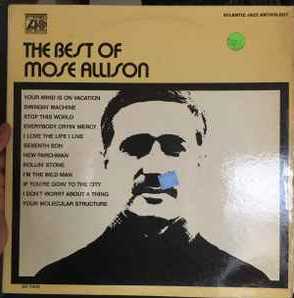 ATLANTIC JAZZ ANTHOLOGY
THE BEST OF
MOSE ALLISON
YOUR MIND IS ON VACATION
SWINGIN' MACHINE
STOP THIS WORLD
EVERYBODY CRYIN' MERCY
I LOVE THE LIFE I LIVE
SEVENTH SON
NEW PARCHMAN
ROLLIN' STONE
I'M THE WILD MAN
IF YOU'RE GOIN' TO THE CITY
I DON'T WORRY ABOUT A THING
YOUR MOLECULAR STRUCTURE